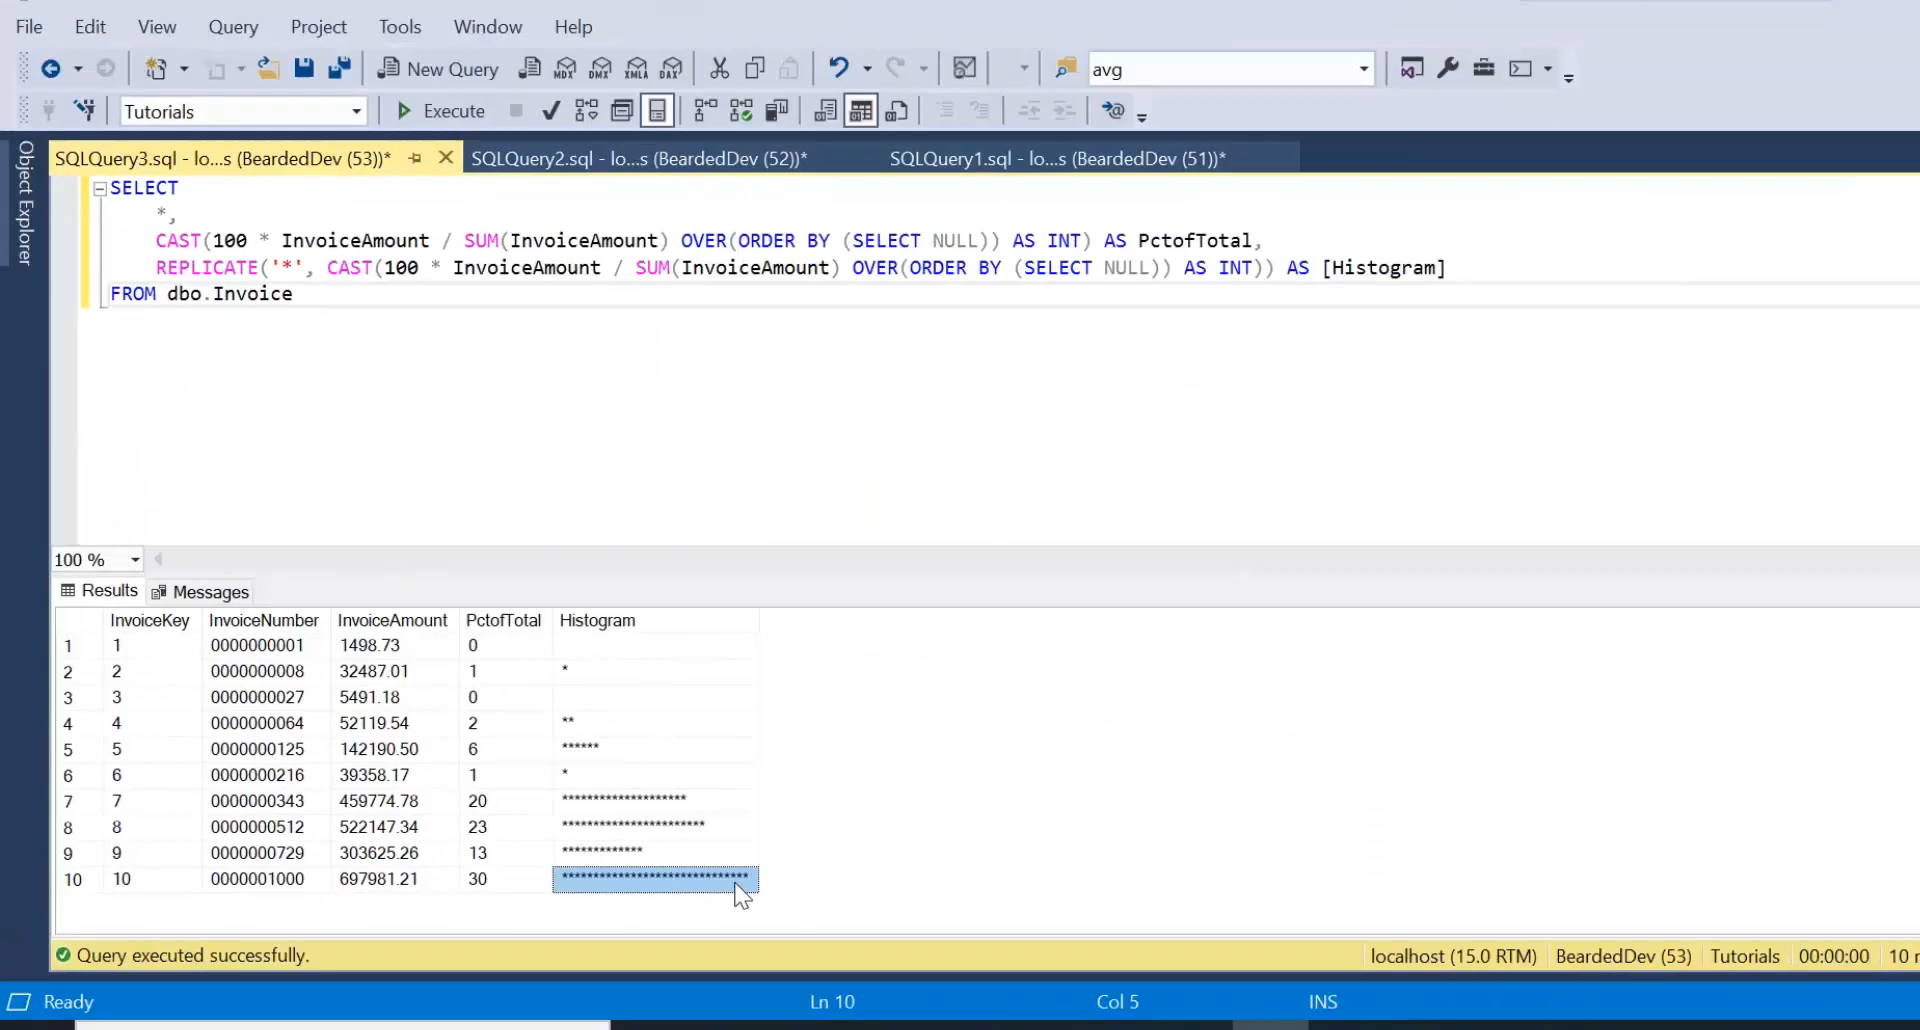 File Edit View Query Project Tools Window Help
New Query MDX DMX XMLA DAX avg
Tutorials Execute
Object Explorer
SQLQuery3.sql - lo...s (BeardedDev (53))* SQLQuery2.sql - lo...s (BeardedDev (52))* SQLQuery1.sql - lo...s (BeardedDev (51))*
SELECT
*,
CAST(100 * InvoiceAmount / SUM(InvoiceAmount) OVER(ORDER BY (SELECT NULL)) AS INT) AS PctofTotal,
REPLICATE('*', CAST(100 * InvoiceAmount / SUM(InvoiceAmount) OVER(ORDER BY (SELECT NULL)) AS INT)) AS [Histogram]
FROM dbo.Invoice
100 %
Results Messages
InvoiceKey InvoiceNumber InvoiceAmount PctofTotal Histogram
1 1 0000000001 1498.73 0
2 2 0000000008 32487.01 1 *
3 3 0000000027 5491.18 0
4 4 0000000064 52119.54 2 **
5 5 0000000125 142190.50 6 ******
6 6 0000000216 39358.17 1 *
7 7 0000000343 459774.78 20 ********************
8 8 0000000512 522147.34 23 ***********************
9 9 0000000729 303625.26 13 *************
10 10 0000001000 697981.21 30 ******************************
Query executed successfully. localhost (15.0 RTM) BeardedDev (53) Tutorials 00:00:00 10 r
Ready Ln 10 Col 5 INS